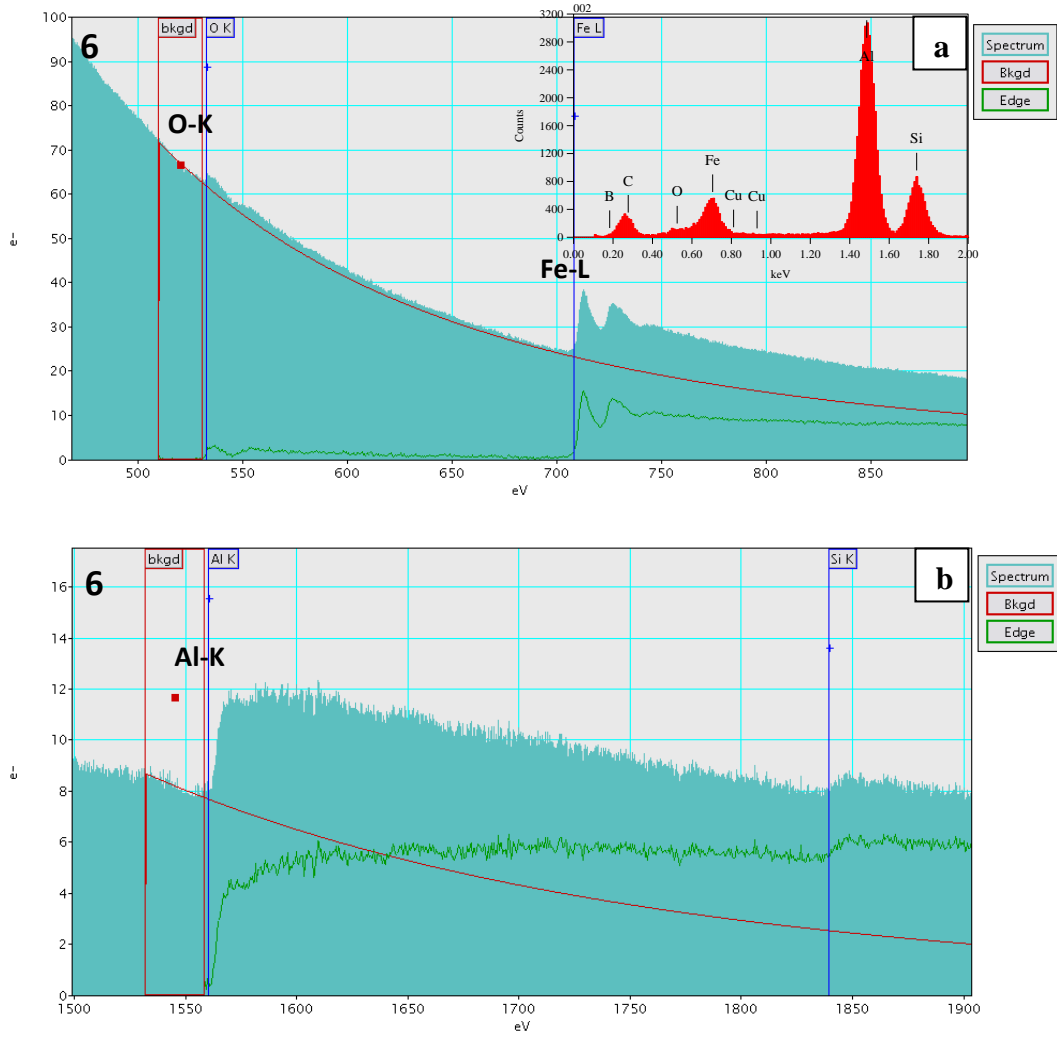 6
a
100
90
80
70
60
50
40
30
20
10
0
e-
bkgd
O K
O-K
Fe L
Fe-L
500
550
600
650
700
750
800
850
eV
002
3200
2800
2400
2000
1600
1200
800
400
0
Counts
B
C
O
Fe
Cu
Cu
Al
Si
0.00 0.20 0.40 0.60 0.80 1.00 1.20 1.40 1.60 1.80 2.00
keV
Spectrum
Bkgd
Edge
6
b
16
14
12
10
8
6
4
2
0
e-
bkgd
Al K
Al-K
Si K
1500
1550
1600
1650
1700
1750
1800
1850
1900
eV
Spectrum
Bkgd
Edge